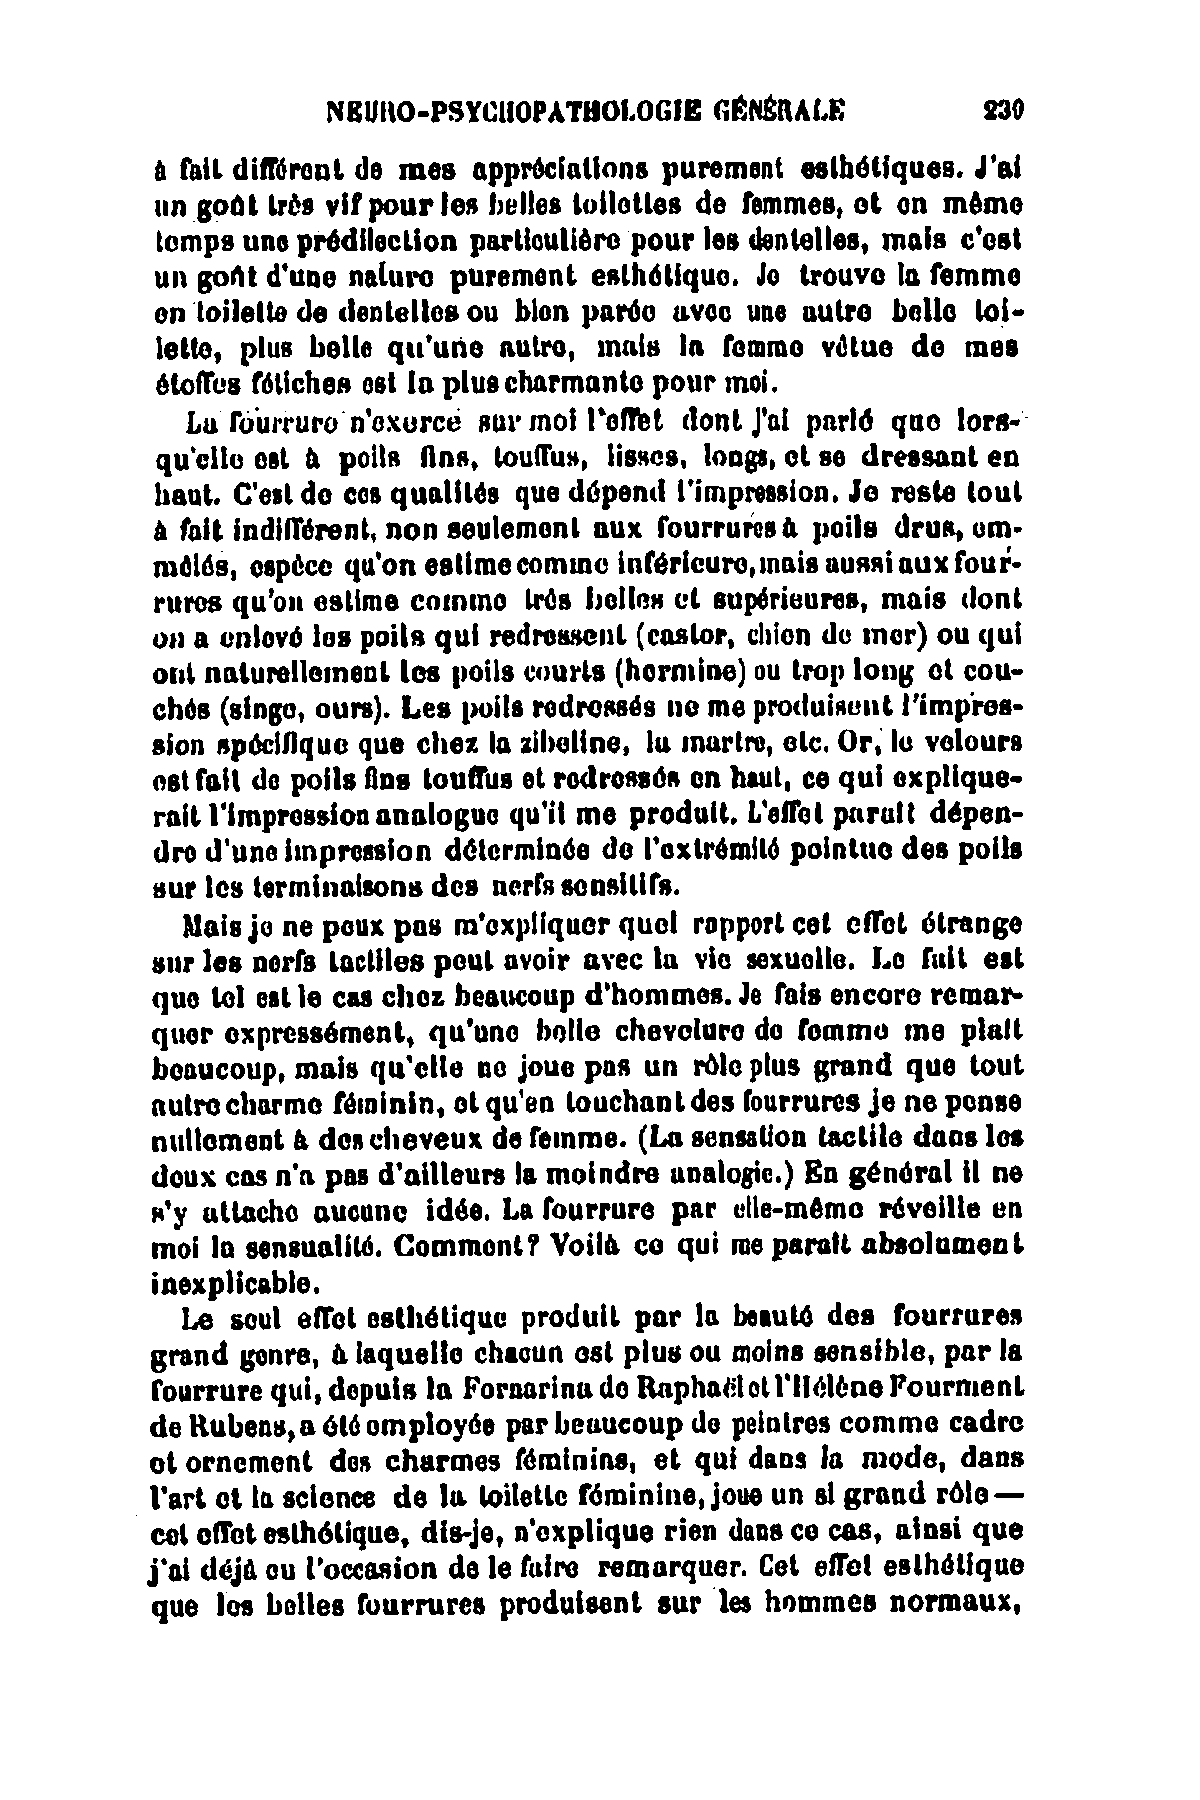 NEURO-PSYCHOPATHOLOGIE GÉNÉRALE 239
à fait différent de mes appréciations purement esthétiques. J'ai
un goût très vif pour les belles toilettes de femmes, et en même
temps une prédilection particulière pour les dentelles, mais c'est
un goût d'une nature purement esthétique. Je trouve la femme
en toilette de dentelles ou bien parée avec une autre belle toi-
lette, plus belle qu'une autre, mais la femme vêtue de mes
étoffes fétiches est la plus charmante pour moi.
La fourrure n'exerce sur moi l'effet dont j'ai parlé que lors-
qu'elle est à poils fins, touffus, lisses, longs, et se dressant en
haut. C'est de ces qualités que dépend l'impression. Je reste tout
à fait indifférent, non seulement aux fourrures à poils drus, em-
mêlés, espèce qu'on estime comme inférieure, mais aussi aux four-
rures qu'on estime comme très belles et supérieures, mais dont
on a enlevé les poils qui redressent (castor, chien de mer) ou qui
ont naturellement les poils courts (hermine) ou trop long et cou-
chés (singe, ours). Les poils redressés ne me produisent l'impres-
sion spécifique que chez la zibeline, la martre, etc. Or, le velours
est fait de poils fins touffus et redressés en haut, ce qui explique-
rait l'impression analogue qu'il me produit. L'effet parait dépen-
dre d'une impression déterminée de l'extrémité pointue des poils
sur les terminaisons des nerfs sensitifs.
Mais je ne peux pas m'expliquer quel rapport cet effet étrange
sur les nerfs tactiles peut avoir avec la vie sexuelle. Le fait est
que tel est le cas chez beaucoup d'hommes. Je fais encore remar-
quer expressément, qu'une belle chevelure de femme me plaît
beaucoup, mais qu'elle ne joue pas un rôle plus grand que tout
autre charme féminin, et qu'en touchant des fourrures je ne pense
nullement à des cheveux de femme. (La sensation tactile dans les
deux cas n'a pas d'ailleurs la moindre analogie.) En général il ne
s'y attache aucune idée. La fourrure par elle-même réveille en
moi la sensualité. Comment? Voilà ce qui me paraît absolument
inexplicable.
Le seul effet esthétique produit par la beauté des fourrures
grand genre, à laquelle chacun est plus ou moins sensible, par la
fourrure qui, depuis la Fornarina de Raphaël et l'Hélène Fourment
de Rubens, a été employée par beaucoup de peintres comme cadre
et ornement des charmes féminins, et qui dans la mode, dans
l'art et la science de la toilette féminine, joue un si grand rôle —
cet effet esthétique, dis-je, n'explique rien dans ce cas, ainsi que
j'ai déjà eu l'occasion de le faire remarquer. Cet effet esthétique
que les belles fourrures produisent sur les hommes normaux,